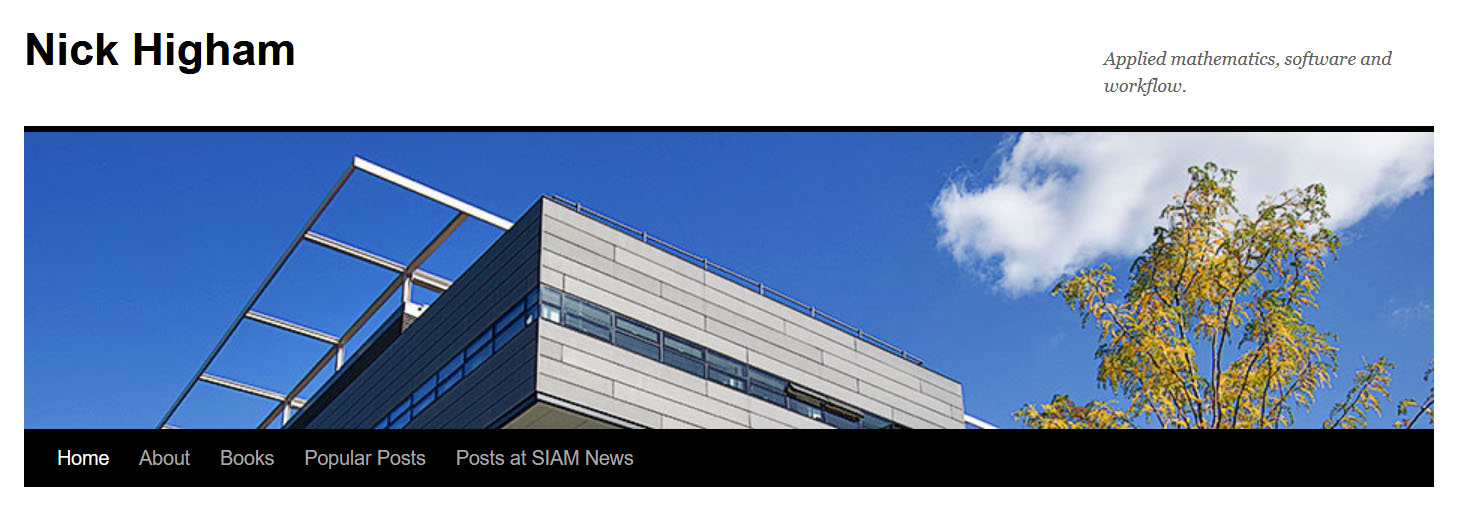 Nick Higham
Applied mathematics, software and
workflow.
Home About Books Popular Posts Posts at SIAM News